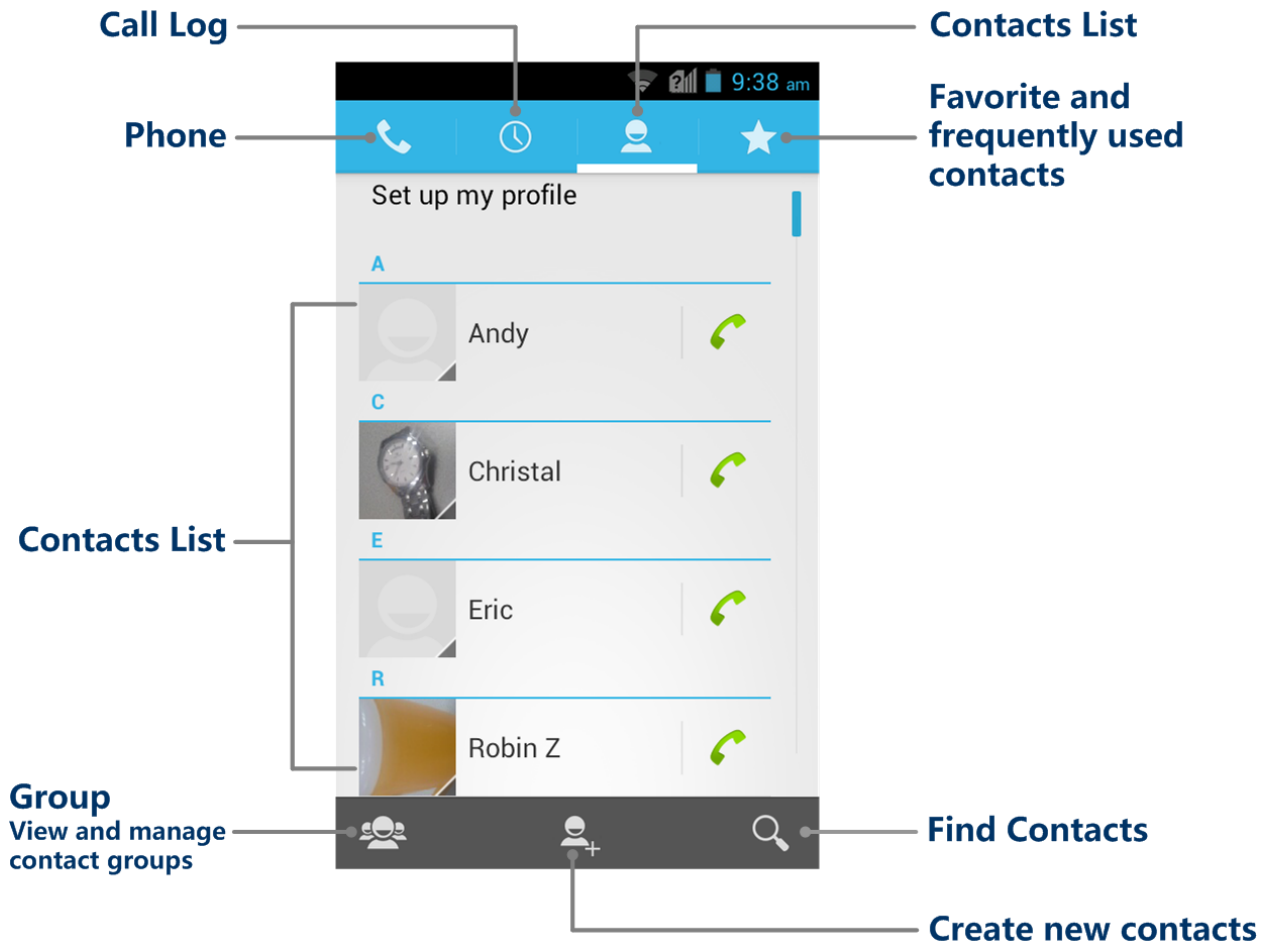 Call Log
Contacts List
9:38 am
Phone
Favorite and
frequently used
contacts
Set up my profile
A
Andy
C
Christal
Contacts List
E
Eric
R
Robin Z
Group
View and manage
contact groups
Find Contacts
Create new contacts